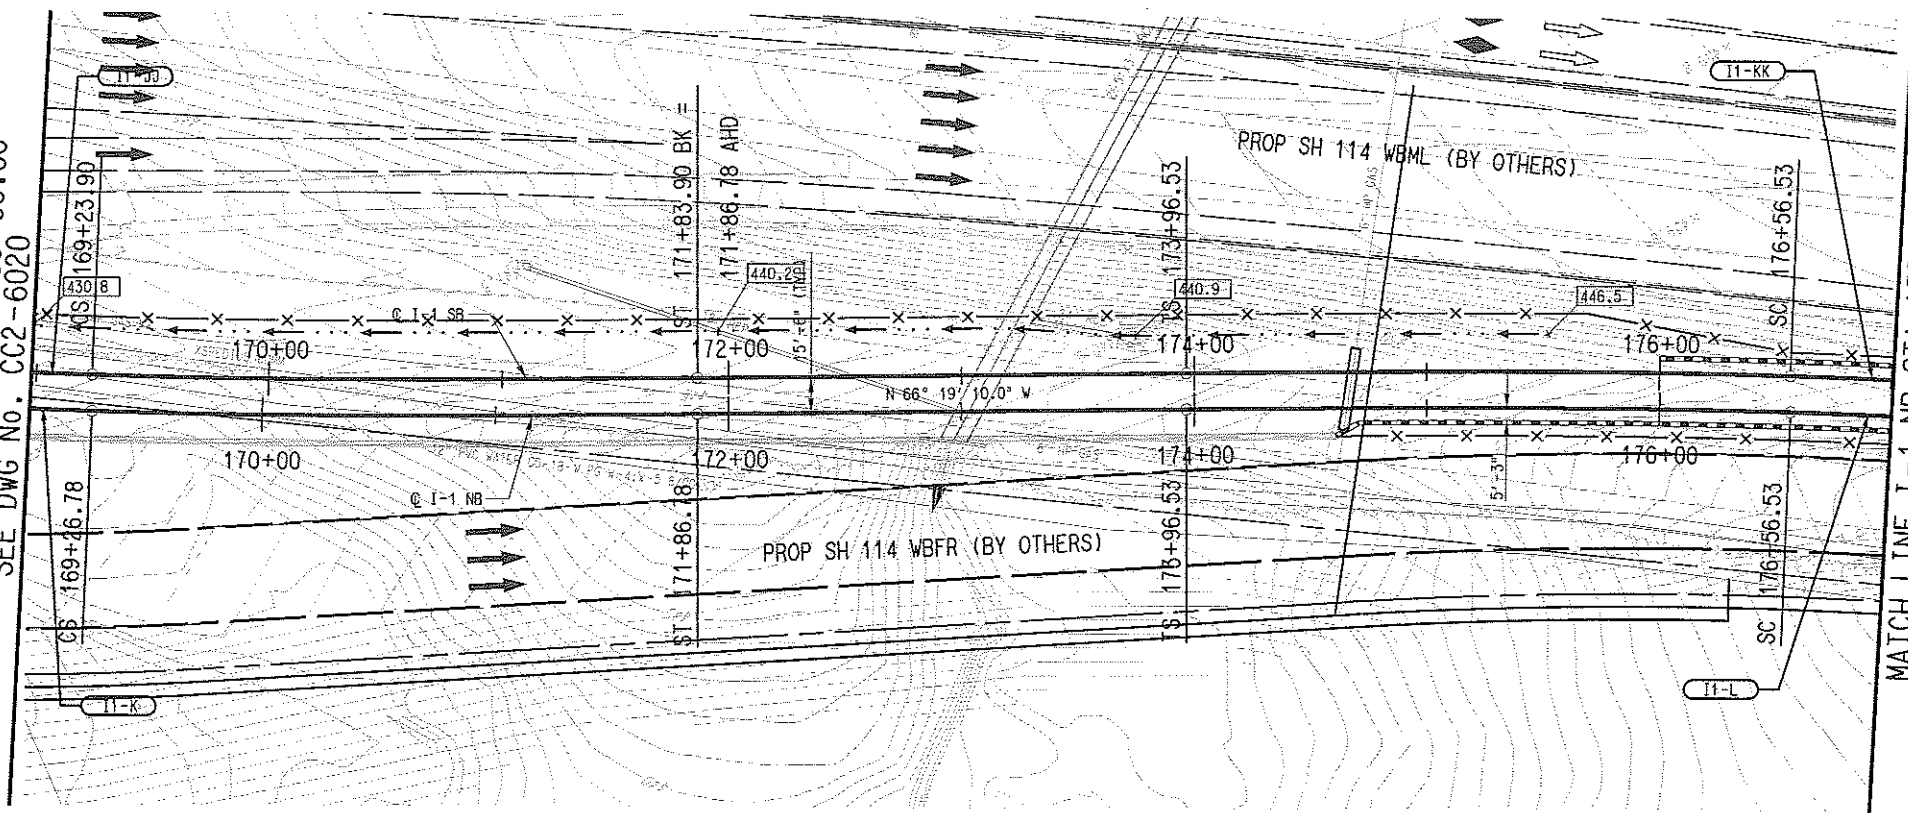 SEE DWG No. CC2-6020
I1-JJ
I1-KK
CS 169+23.90
ST 171+83.90 BK =
171+86.78 AHD
TS 173+96.53
PROP SH 114 WBML (BY OTHERS)
SC 176+56.53
430.8
440.29
440.9
446.5
℄ I-1 SB
170+00
172+00
174+00
176+00
N 66° 19' 10.0" W
170+00
172+00
174+00
176+00
℄ I-1 NB
5'-3"
CS 169+26.78
ST 171+86.78
PROP SH 114 WBFR (BY OTHERS)
TS 173+96.53
SC 176+56.53
I1-K
I1-L